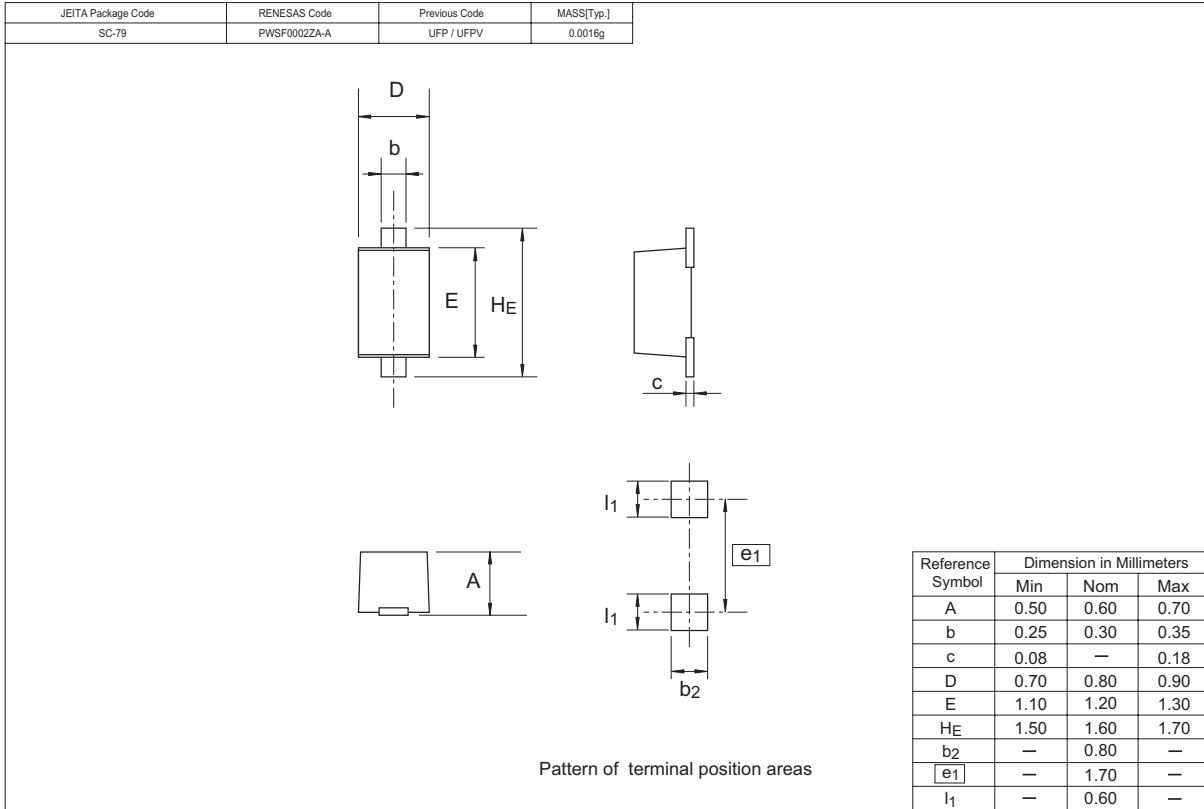 JEITA Package Code RENESAS Code Previous Code MASS[Typ.]
SC-79 PWSF0002ZA-A UFP / UFPV 0.0016g
D
b
E
HE
c
l1
e1
A
l1
b2
Pattern of terminal position areas
Reference Symbol Dimension in Millimeters
Min Nom Max
A 0.50 0.60 0.70
b 0.25 0.30 0.35
c 0.08 — 0.18
D 0.70 0.80 0.90
E 1.10 1.20 1.30
HE 1.50 1.60 1.70
b2 — 0.80 —
e1 — 1.70 —
l1 — 0.60 —